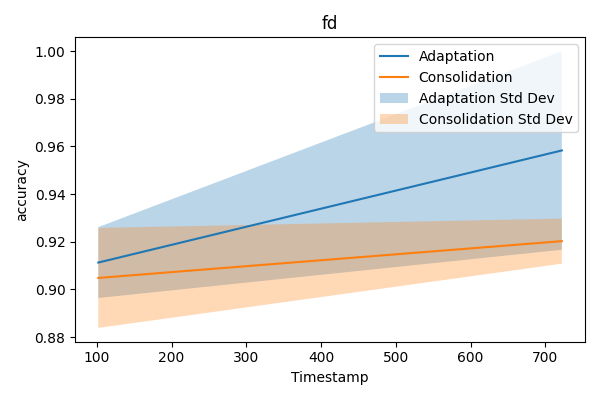 fd
1.00
0.98
0.96
0.94
0.92
0.90
0.88
accuracy
Adaptation
Consolidation
Adaptation Std Dev
Consolidation Std Dev
100 200 300 400 500 600 700
Timestamp